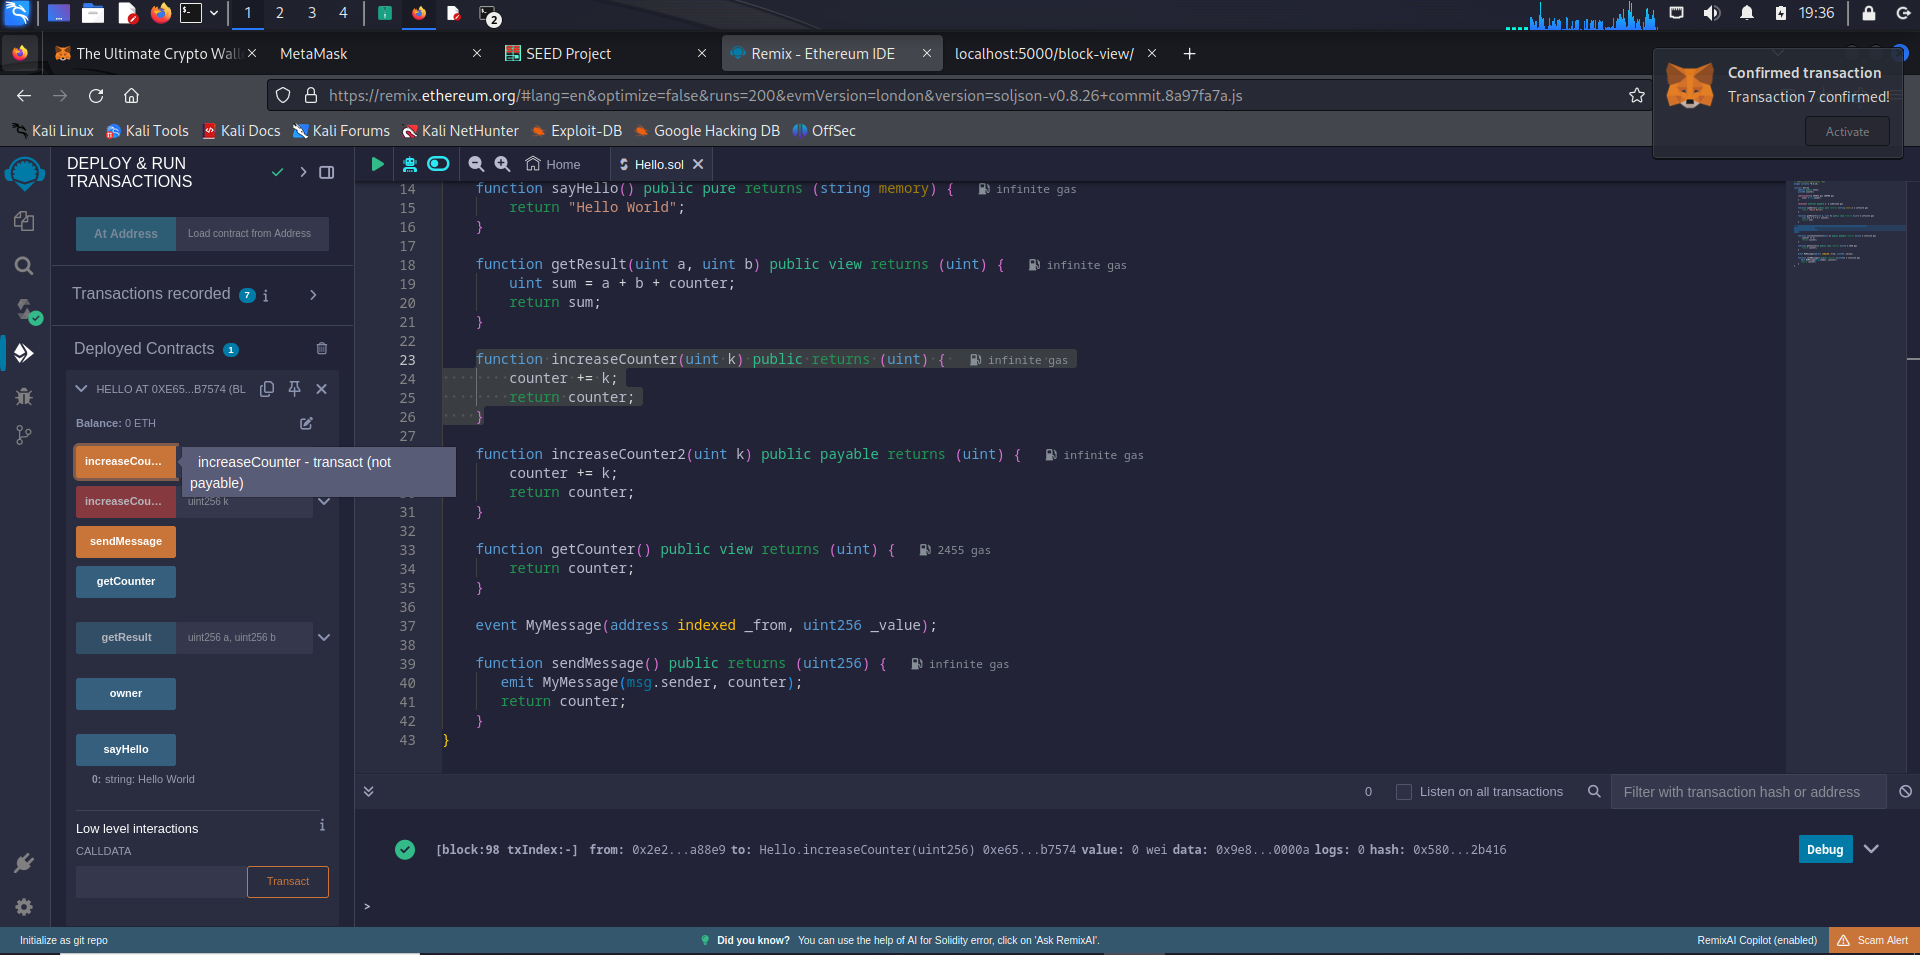 1 2 3 4 2 19:36
The Ultimate Crypto Wall
MetaMask
SEED Project
Remix - Ethereum IDE
localhost:5000/block-view/
https://remix.ethereum.org/#lang=en&optimize=false&runs=200&evmVersion=london&version=soljson-v0.8.26+commit.8a97fa7a.js
Confirmed transaction
Transaction 7 confirmed!
Activate
Kali Linux Kali Tools Kali Docs Kali Forums Kali NetHunter Exploit-DB Google Hacking DB OffSec
DEPLOY & RUN
TRANSACTIONS
At Address Load contract from Address
Transactions recorded 7 i
Deployed Contracts 1
HELLO AT 0XE65...B7574 (BL
Balance: 0 ETH
increaseCou...
increaseCounter - transact (not
payable)
increaseCou... uint256 k
sendMessage
getCounter
getResult uint256 a, uint256 b
owner
sayHello
0: string: Hello World
Low level interactions i
CALLDATA
Transact
Home Hello.sol
14 function sayHello() public pure returns (string memory) { infinite gas
15 return "Hello World";
16 }
17
18 function getResult(uint a, uint b) public view returns (uint) { infinite gas
19 uint sum = a + b + counter;
20 return sum;
21 }
22
23 function increaseCounter(uint k) public returns (uint) { infinite gas
24 counter += k;
25 return counter;
26 }
27
function increaseCounter2(uint k) public payable returns (uint) { infinite gas
counter += k;
return counter;
31 }
32
33 function getCounter() public view returns (uint) { 2455 gas
34 return counter;
35 }
36
37 event MyMessage(address indexed _from, uint256 _value);
38
39 function sendMessage() public returns (uint256) { infinite gas
40 emit MyMessage(msg.sender, counter);
41 return counter;
42 }
43 }
0 Listen on all transactions Filter with transaction hash or address
[block:98 txIndex:-] from: 0x2e2...a88e9 to: Hello.increaseCounter(uint256) 0xe65...b7574 value: 0 wei data: 0x9e8...0000a logs: 0 hash: 0x580...2b416 Debug
>
Initialize as git repo Did you know? You can use the help of AI for Solidity error, click on 'Ask RemixAI'. RemixAI Copilot (enabled) Scam Alert